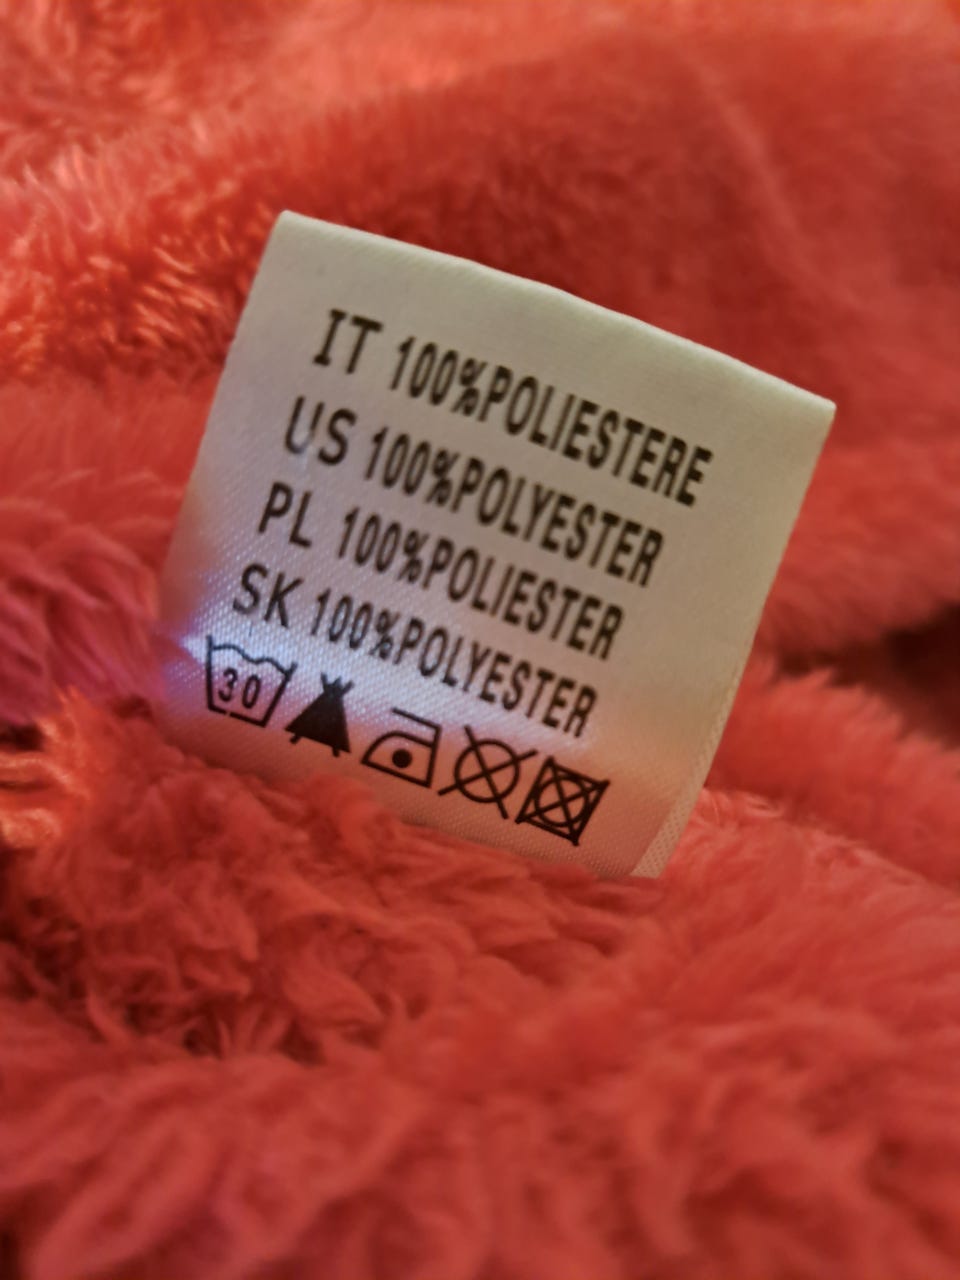 IT 100%POLIESTERE
US 100%POLYESTER
PL 100%POLIESTER
SK 100%POLYESTER
30